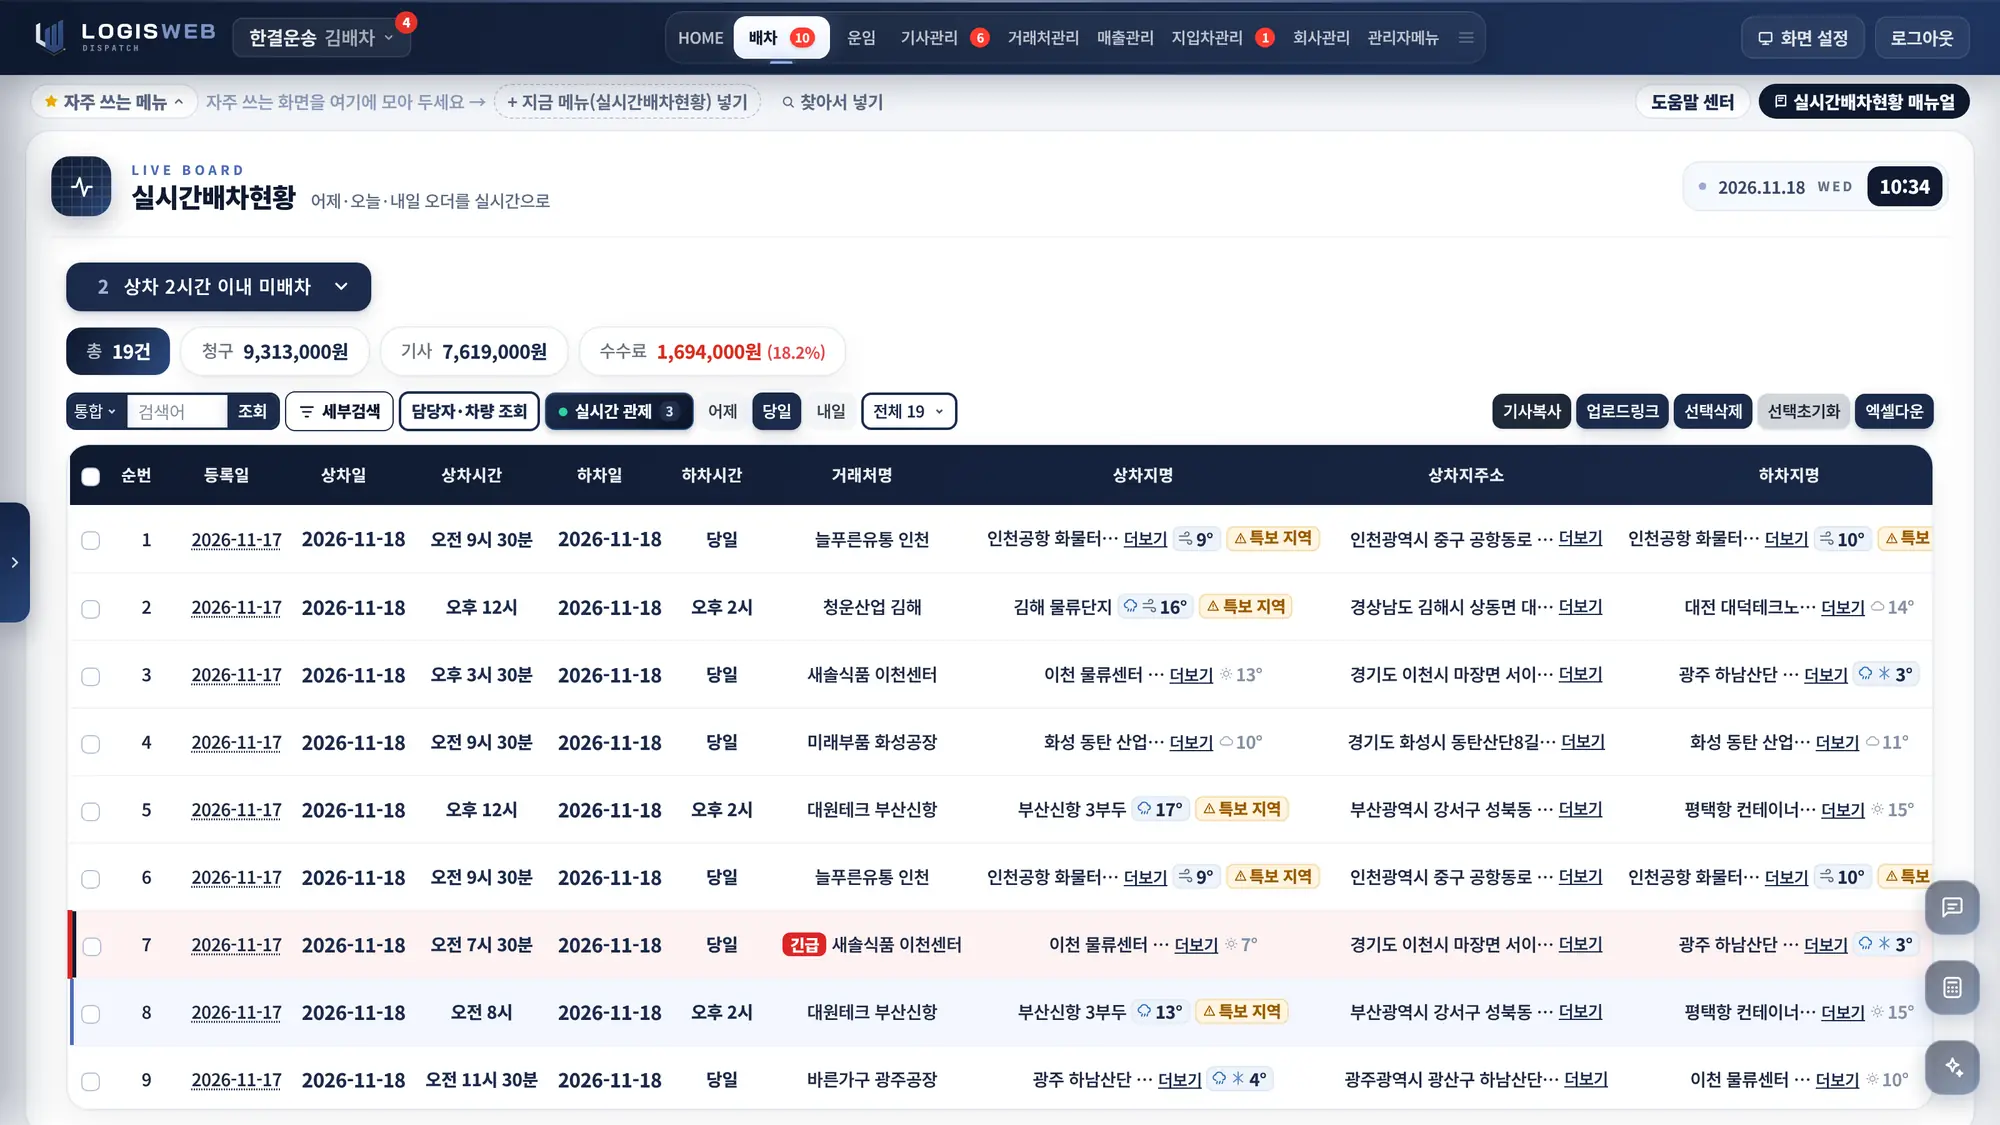 LOGISWEB
DISPATCH
한결운송 김배차
4
HOME 배차 10 운임 기사관리 6 거래처관리 매출관리 지입차관리 1 회사관리 관리자메뉴
화면 설정 로그아웃
자주 쓰는 메뉴 자주 쓰는 화면을 여기에 모아 두세요 → + 지금 메뉴(실시간배차현황) 넣기 찾아서 넣기
도움말 센터 실시간배차현황 매뉴얼
LIVE BOARD
실시간배차현황 어제·오늘·내일 오더를 실시간으로
2026.11.18 WED 10:34
2 상차 2시간 이내 미배차
총 19건 청구 9,313,000원 기사 7,619,000원 수수료 1,694,000원 (18.2%)
통합 검색어 조회 세부검색 담당자·차량 조회 실시간 관제 3 어제 당일 내일 전체 19
기사복사 업로드링크 선택삭제 선택초기화 엑셀다운
순번 등록일 상차일 상차시간 하차일 하차시간 거래처명 상차지명 상차지주소 하차지명
1 2026-11-17 2026-11-18 오전 9시 30분 2026-11-18 당일 늘푸른유통 인천 인천공항 화물터··· 더보기 9° 특보 지역 인천광역시 중구 공항동로 ··· 더보기 인천공항 화물터··· 더보기 10° 특보
2 2026-11-17 2026-11-18 오후 12시 2026-11-18 오후 2시 청운산업 김해 김해 물류단지 16° 특보 지역 경상남도 김해시 상동면 대··· 더보기 대전 대덕테크노··· 더보기 14°
3 2026-11-17 2026-11-18 오후 3시 30분 2026-11-18 당일 새솔식품 이천센터 이천 물류센터 ··· 더보기 13° 경기도 이천시 마장면 서이··· 더보기 광주 하남산단 ··· 더보기 3°
4 2026-11-17 2026-11-18 오전 9시 30분 2026-11-18 당일 미래부품 화성공장 화성 동탄 산업··· 더보기 10° 경기도 화성시 동탄산단8길··· 더보기 화성 동탄 산업··· 더보기 11°
5 2026-11-17 2026-11-18 오후 12시 2026-11-18 오후 2시 대원테크 부산신항 부산신항 3부두 17° 특보 지역 부산광역시 강서구 성북동 ··· 더보기 평택항 컨테이너··· 더보기 15°
6 2026-11-17 2026-11-18 오전 9시 30분 2026-11-18 당일 늘푸른유통 인천 인천공항 화물터··· 더보기 9° 특보 지역 인천광역시 중구 공항동로 ··· 더보기 인천공항 화물터··· 더보기 10° 특보
7 2026-11-17 2026-11-18 오전 7시 30분 2026-11-18 당일 긴급 새솔식품 이천센터 이천 물류센터 ··· 더보기 7° 경기도 이천시 마장면 서이··· 더보기 광주 하남산단 ··· 더보기 3°
8 2026-11-17 2026-11-18 오전 8시 2026-11-18 오후 2시 대원테크 부산신항 부산신항 3부두 13° 특보 지역 부산광역시 강서구 성북동 ··· 더보기 평택항 컨테이너··· 더보기 15°
9 2026-11-17 2026-11-18 오전 11시 30분 2026-11-18 당일 바른가구 광주공장 광주 하남산단 ··· 더보기 4° 광주광역시 광산구 하남산단··· 더보기 이천 물류센터 ··· 더보기 10°